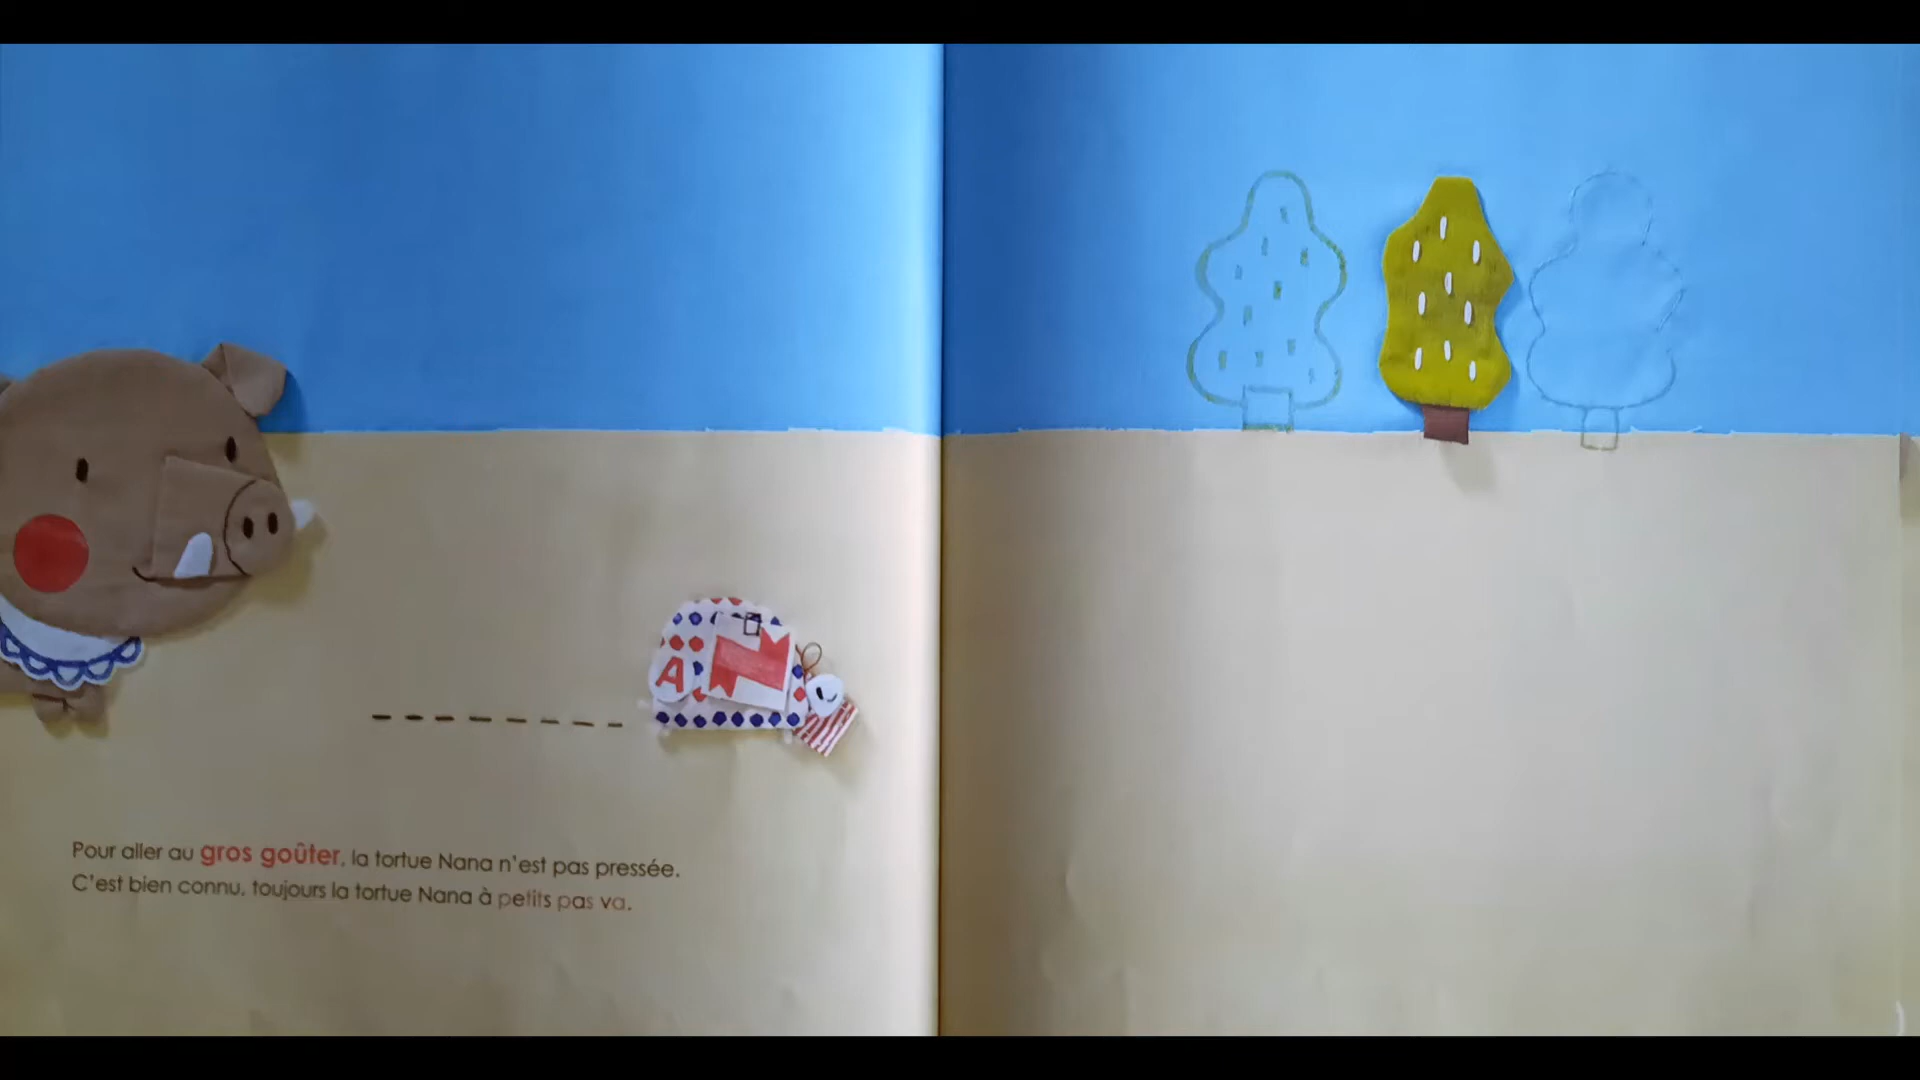 A
Pour aller au gros goûter, la tortue Nana n'est pas pressée.
C'est bien connu, toujours la tortue Nana à petits pas va.